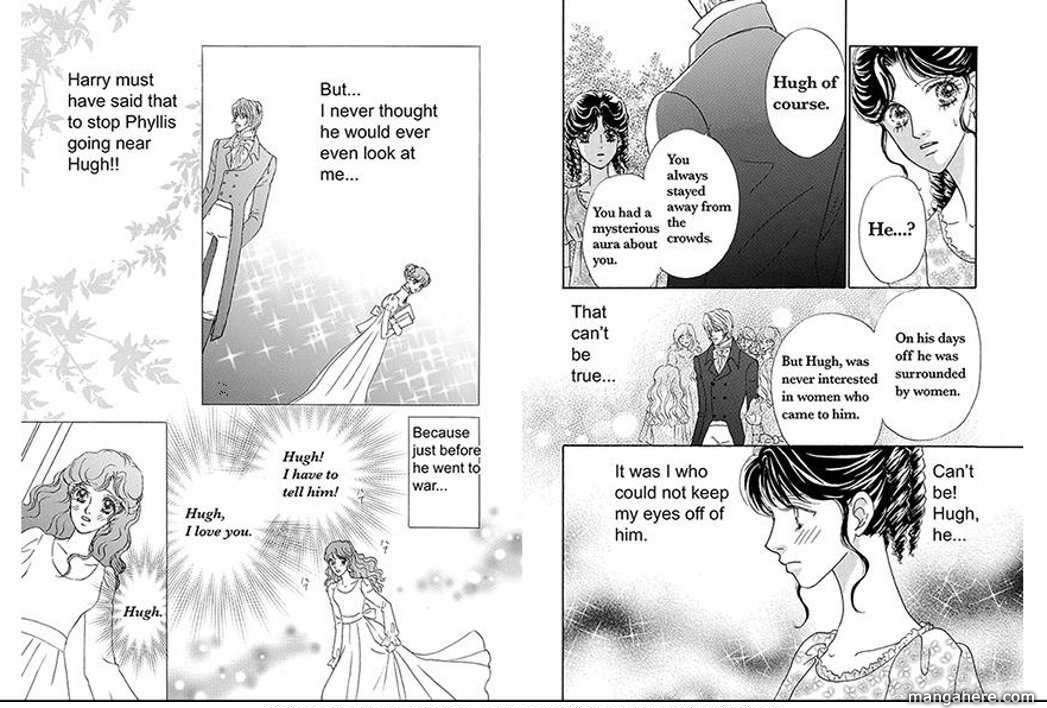 He...?
Hugh of
course.
You
always
stayed
away from
the
crowds.
You had a
mysterious
aura about
you.
On his days
off he was
surrounded
by women.
But Hugh, was
never interested
in women who
came to him.
That
can't
be
true...
Can't
be!
Hugh,
he...
It was I who
could not keep
my eyes off of
him.
But...
I never thought
he would ever
even look at
me...
Harry must
have said that
to stop Phyllis
going near
Hugh!!
Because
just before
he went to
war...
Hugh!
I have to
tell him!
Hugh,
I love you.
Hugh.
mangahere.com